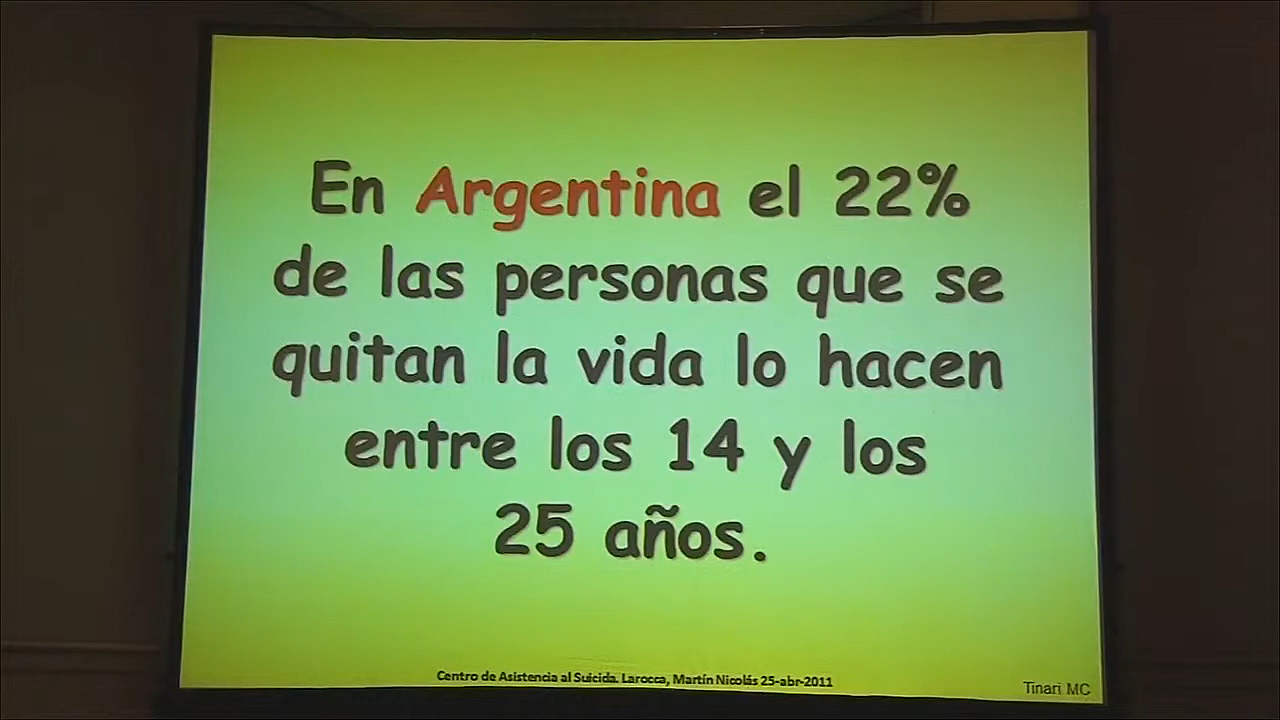 En Argentina el 22%
de las personas que se
quitan la vida lo hacen
entre los 14 y los
25 años.
Centro de Asistencia al Suicida. Larocca, Martín Nicolás 25-abr-2011
Tinari MC